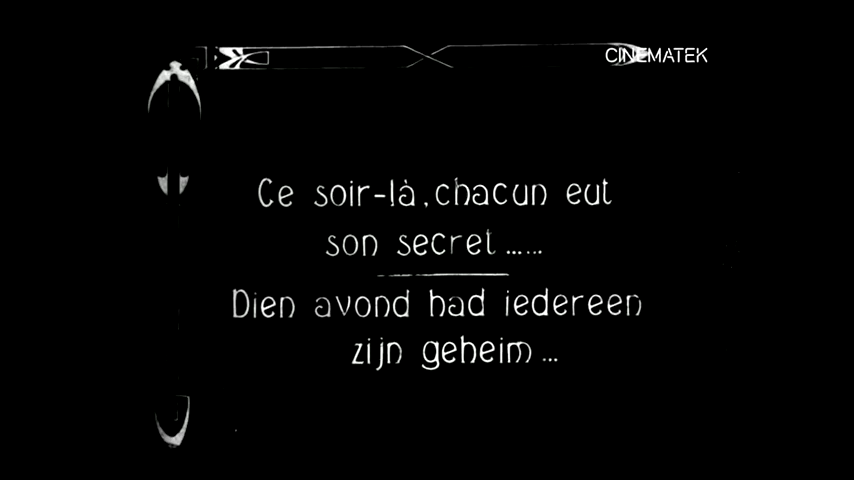 CINEMATEK
Ce soir-là, chacun eut
son secret......
Dien avond had iedereen
zijn geheim...